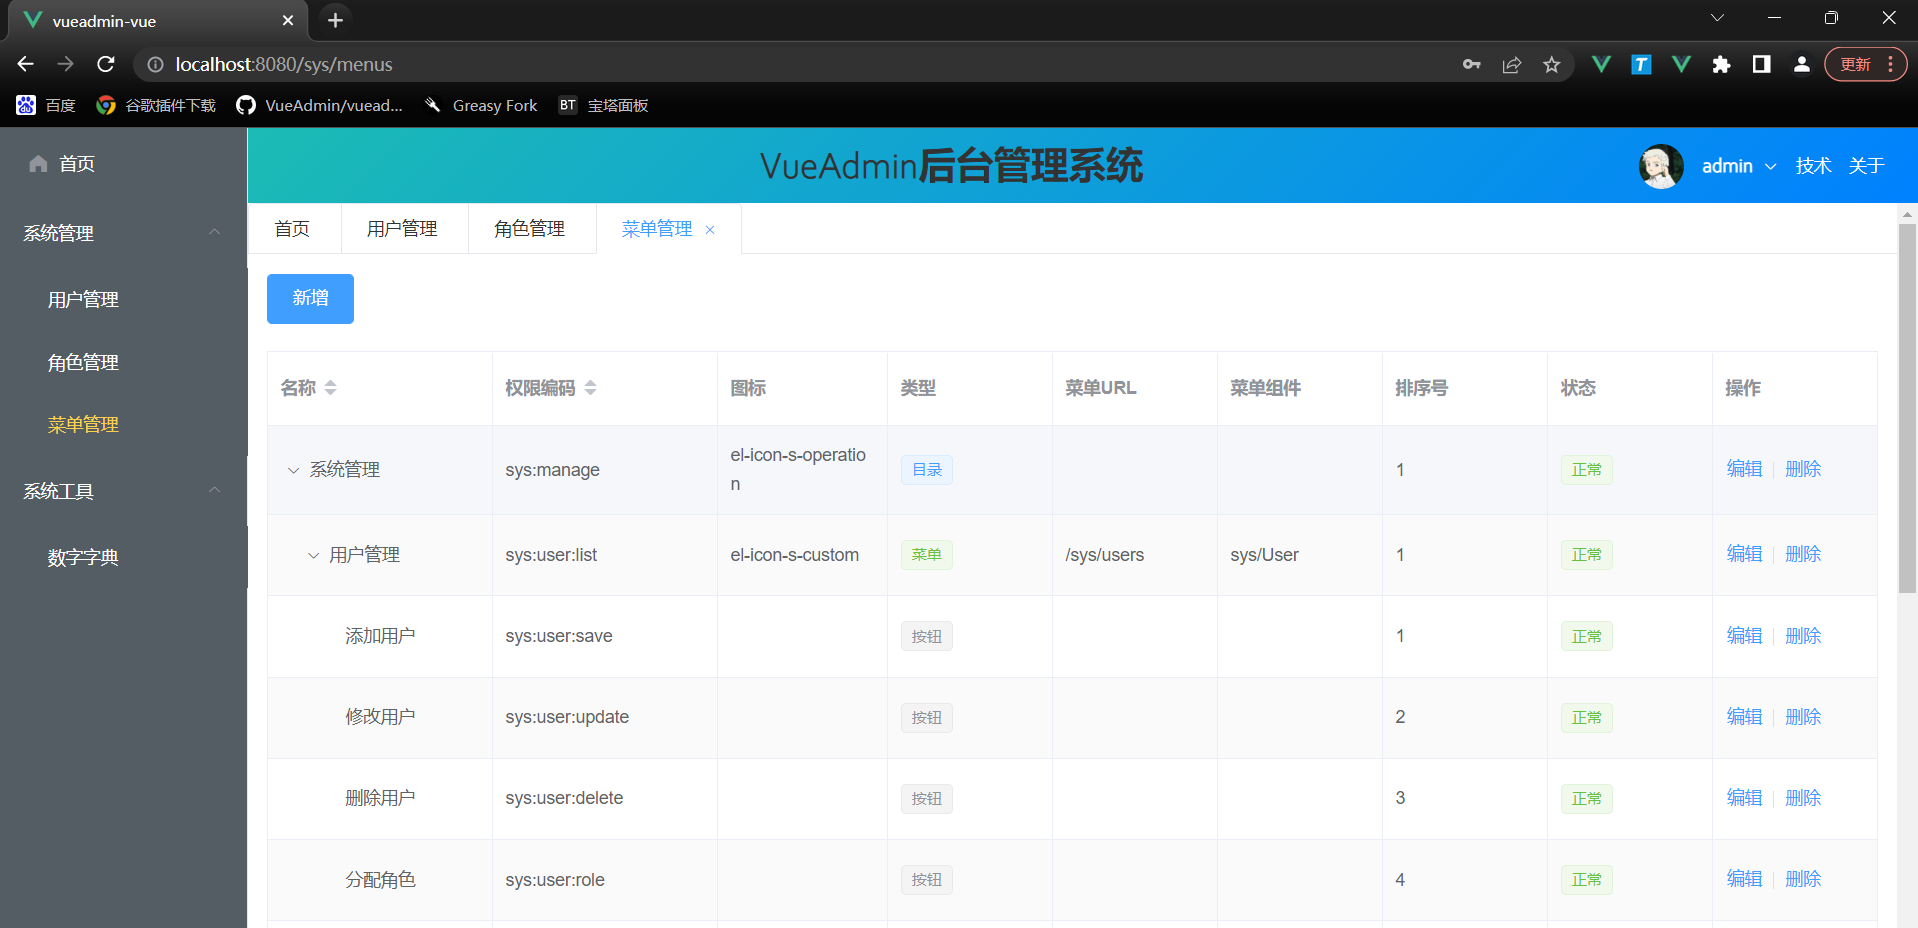 vueadmin-vue
localhost:8080/sys/menus
更新
百度 谷歌插件下载 VueAdmin/vuead... Greasy Fork BT 宝塔面板
首页
系统管理
用户管理
角色管理
菜单管理
系统工具
数字字典
VueAdmin后台管理系统
admin 技术 关于
首页 用户管理 角色管理 菜单管理
新增
名称 权限编码 图标 类型 菜单URL 菜单组件 排序号 状态 操作
系统管理 sys:manage el-icon-s-operatio 目录 1 正常 编辑 删除
n
用户管理 sys:user:list el-icon-s-custom 菜单 /sys/users sys/User 1 正常 编辑 删除
添加用户 sys:user:save 按钮 1 正常 编辑 删除
修改用户 sys:user:update 按钮 2 正常 编辑 删除
删除用户 sys:user:delete 按钮 3 正常 编辑 删除
分配角色 sys:user:role 按钮 4 正常 编辑 删除